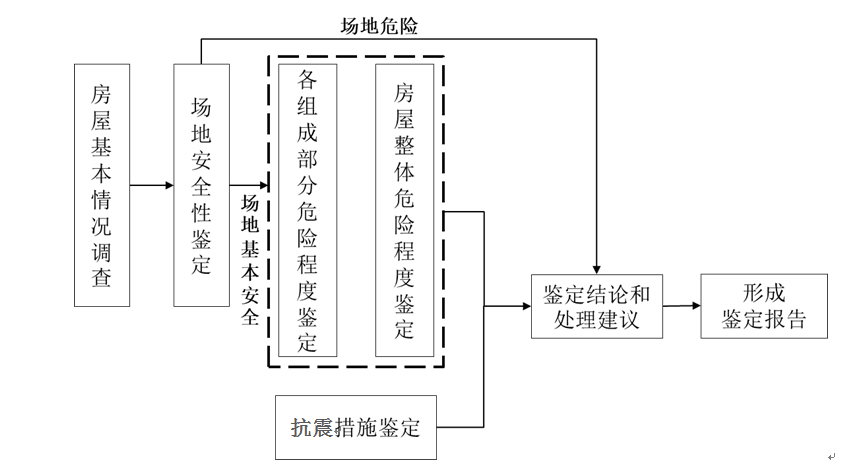 场地危险
房屋基本情况调查
场地安全性鉴定
场地基本安全
各组成部分危险程度鉴定
房屋整体危险程度鉴定
抗震措施鉴定
鉴定结论和
处理建议
形成
鉴定报告